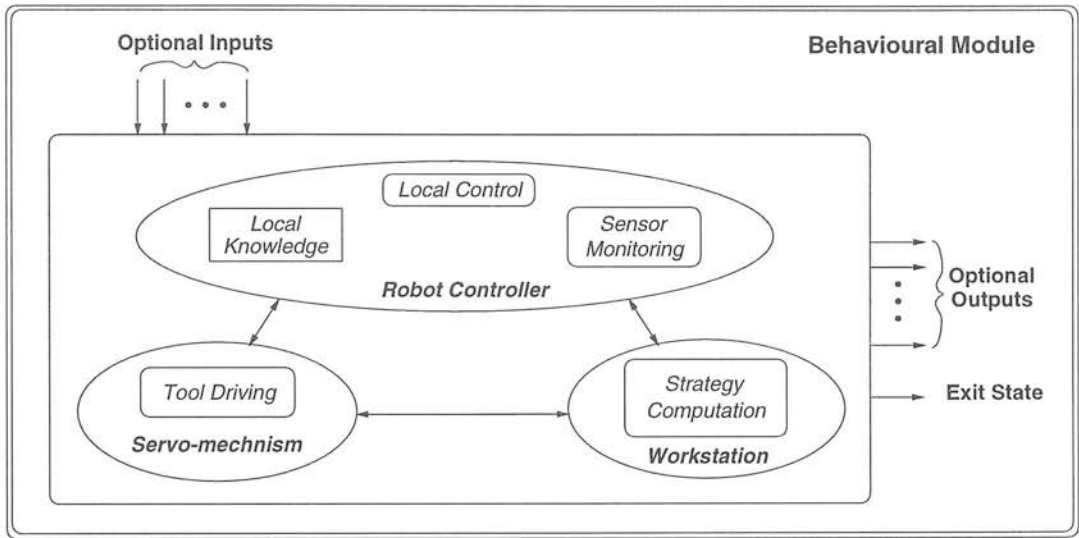 Optional Inputs
Behavioural Module
Local Control
Local
Knowledge
Sensor
Monitoring
Robot Controller
Optional
Outputs
Tool Driving
Servo-mechnism
Strategy
Computation
Workstation
Exit State